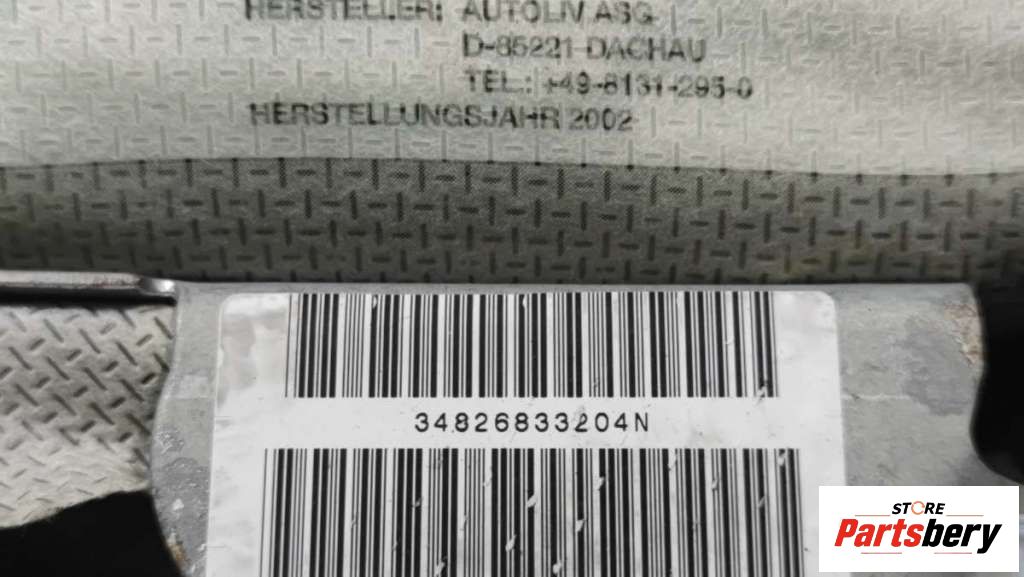 HERSTELLER: AUTOLIV ASG
D-85221 DACHAU
TEL.: +49-8131-295-0
HERSTELLUNGSJAHR 2002
34826833204N
STORE
Partsbery